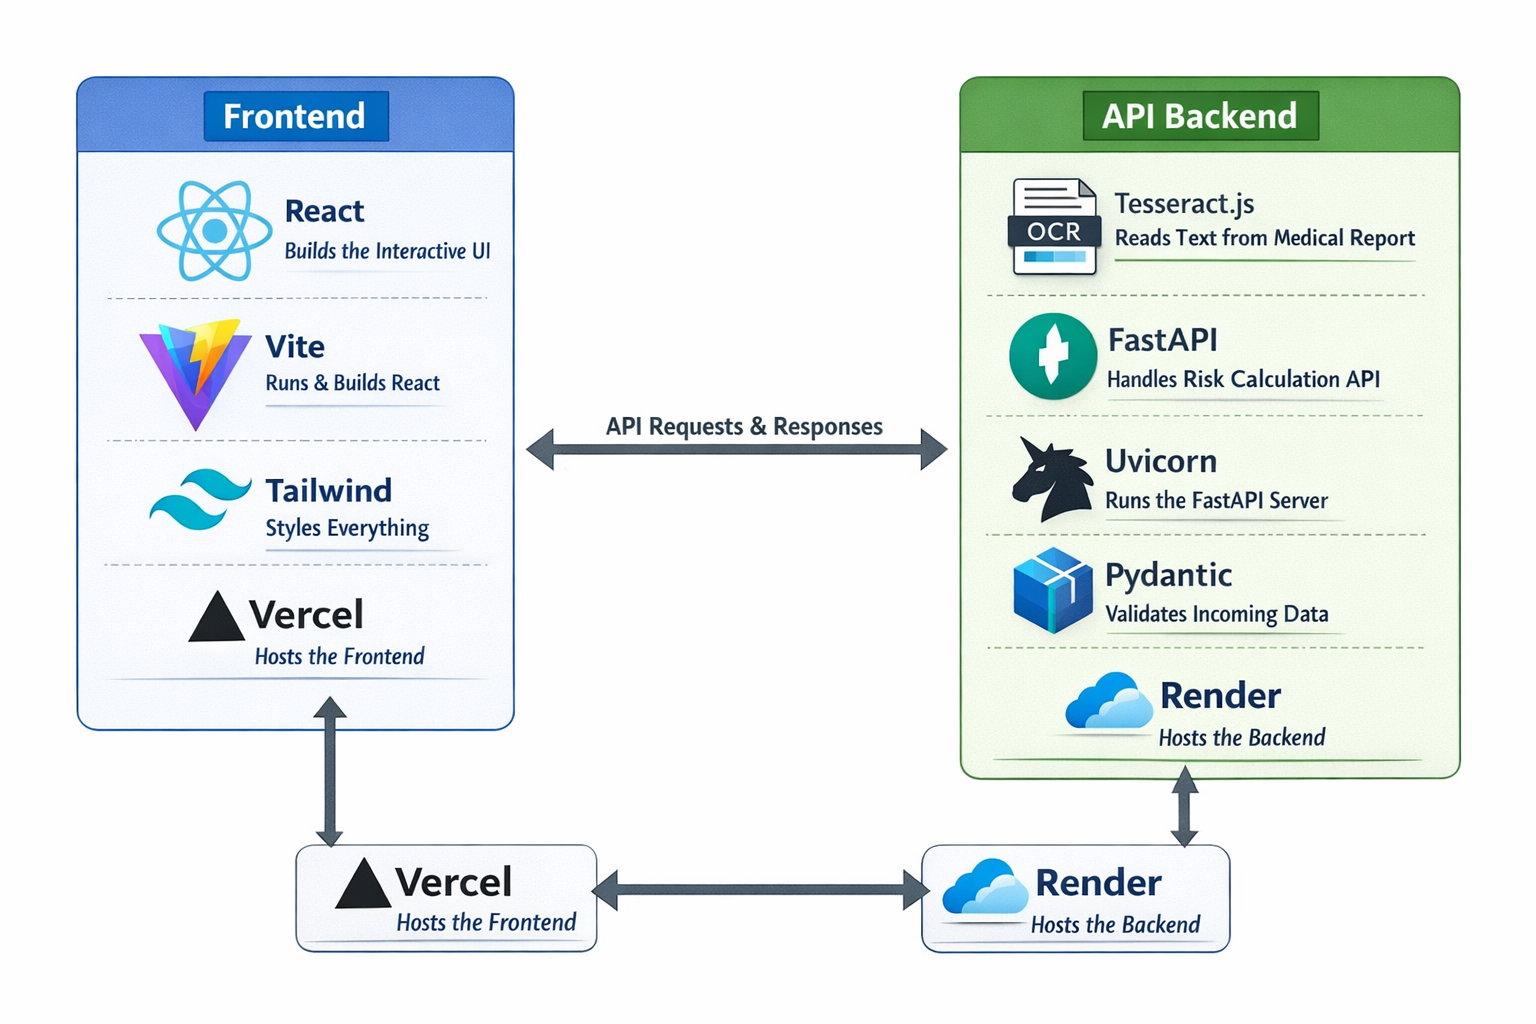 Frontend
React
Builds the Interactive UI
Vite
Runs & Builds React
Tailwind
Styles Everything
Vercel
Hosts the Frontend
API Requests & Responses
API Backend
OCR
Tesseract.js
Reads Text from Medical Report
FastAPI
Handles Risk Calculation API
Uvicorn
Runs the FastAPI Server
Pydantic
Validates Incoming Data
Render
Hosts the Backend
Vercel
Hosts the Frontend
Render
Hosts the Backend